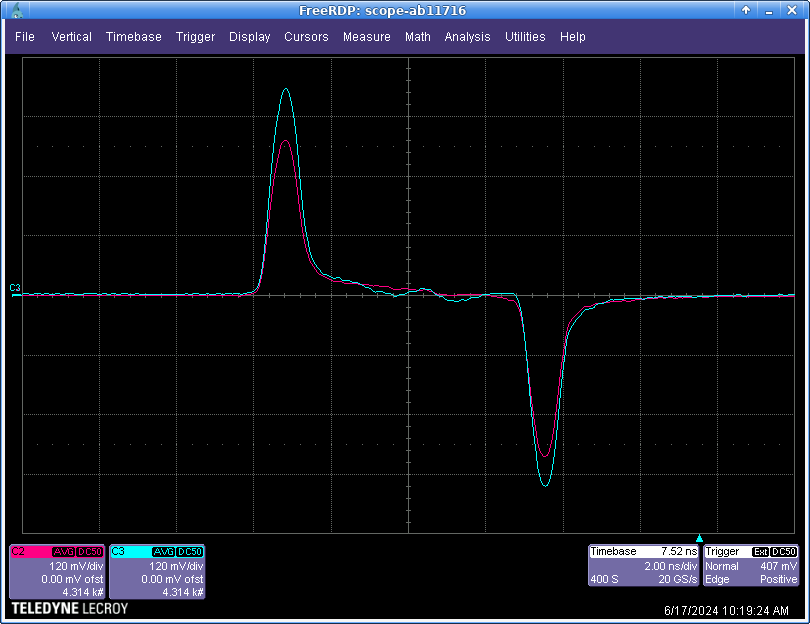 FreeRDP: scope-ab11716
File Vertical Timebase Trigger Display Cursors Measure Math Analysis Utilities Help
C3
C2 AVG DC50
120 mV/div
0.00 mV ofst
4.314 k#
C3 AVG DC50
120 mV/div
0.00 mV ofst
4.314 k#
Timebase 7.52 ns
2.00 ns/div
400 S 20 GS/s
Trigger Ext DC50
Normal 407 mV
Edge Positive
TELEDYNE LECROY
6/17/2024 10:19:24 AM